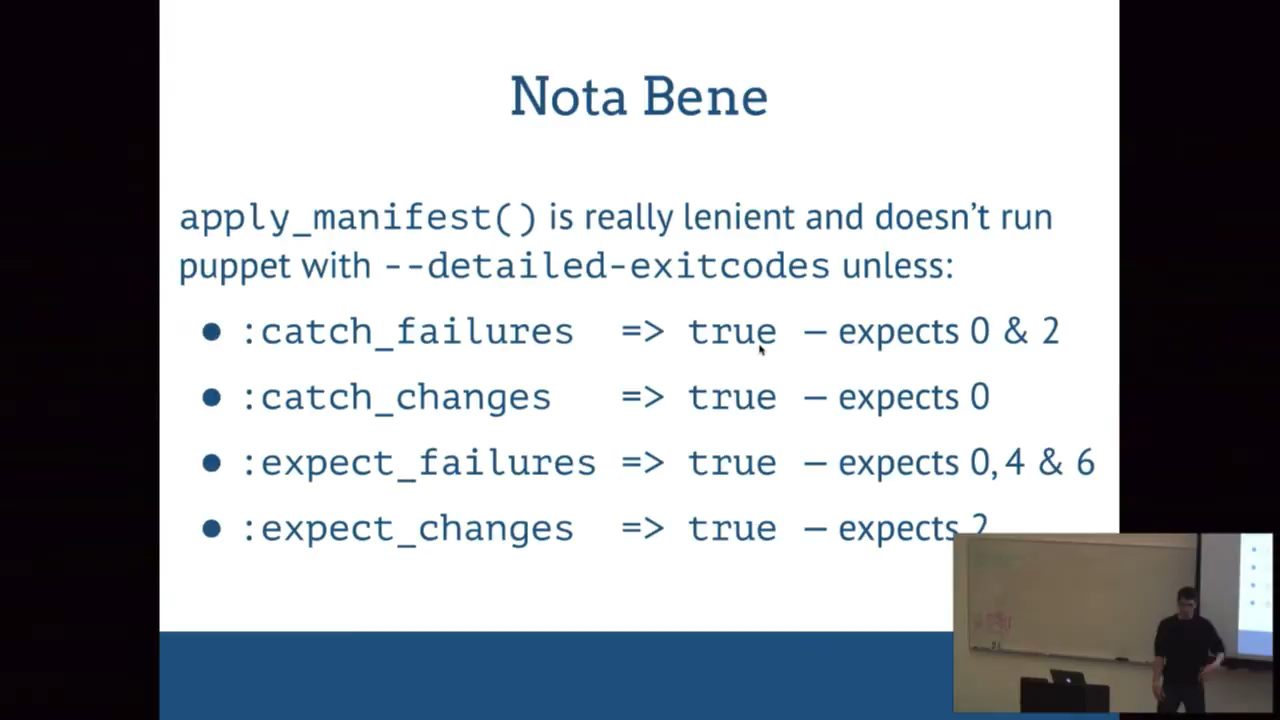 Nota Bene
apply_manifest() is really lenient and doesn’t run
puppet with --detailed-exitcodes unless:
● :catch_failures => true – expects 0 & 2
● :catch_changes => true – expects 0
● :expect_failures => true – expects 0, 4 & 6
● :expect_changes => true – expects 2